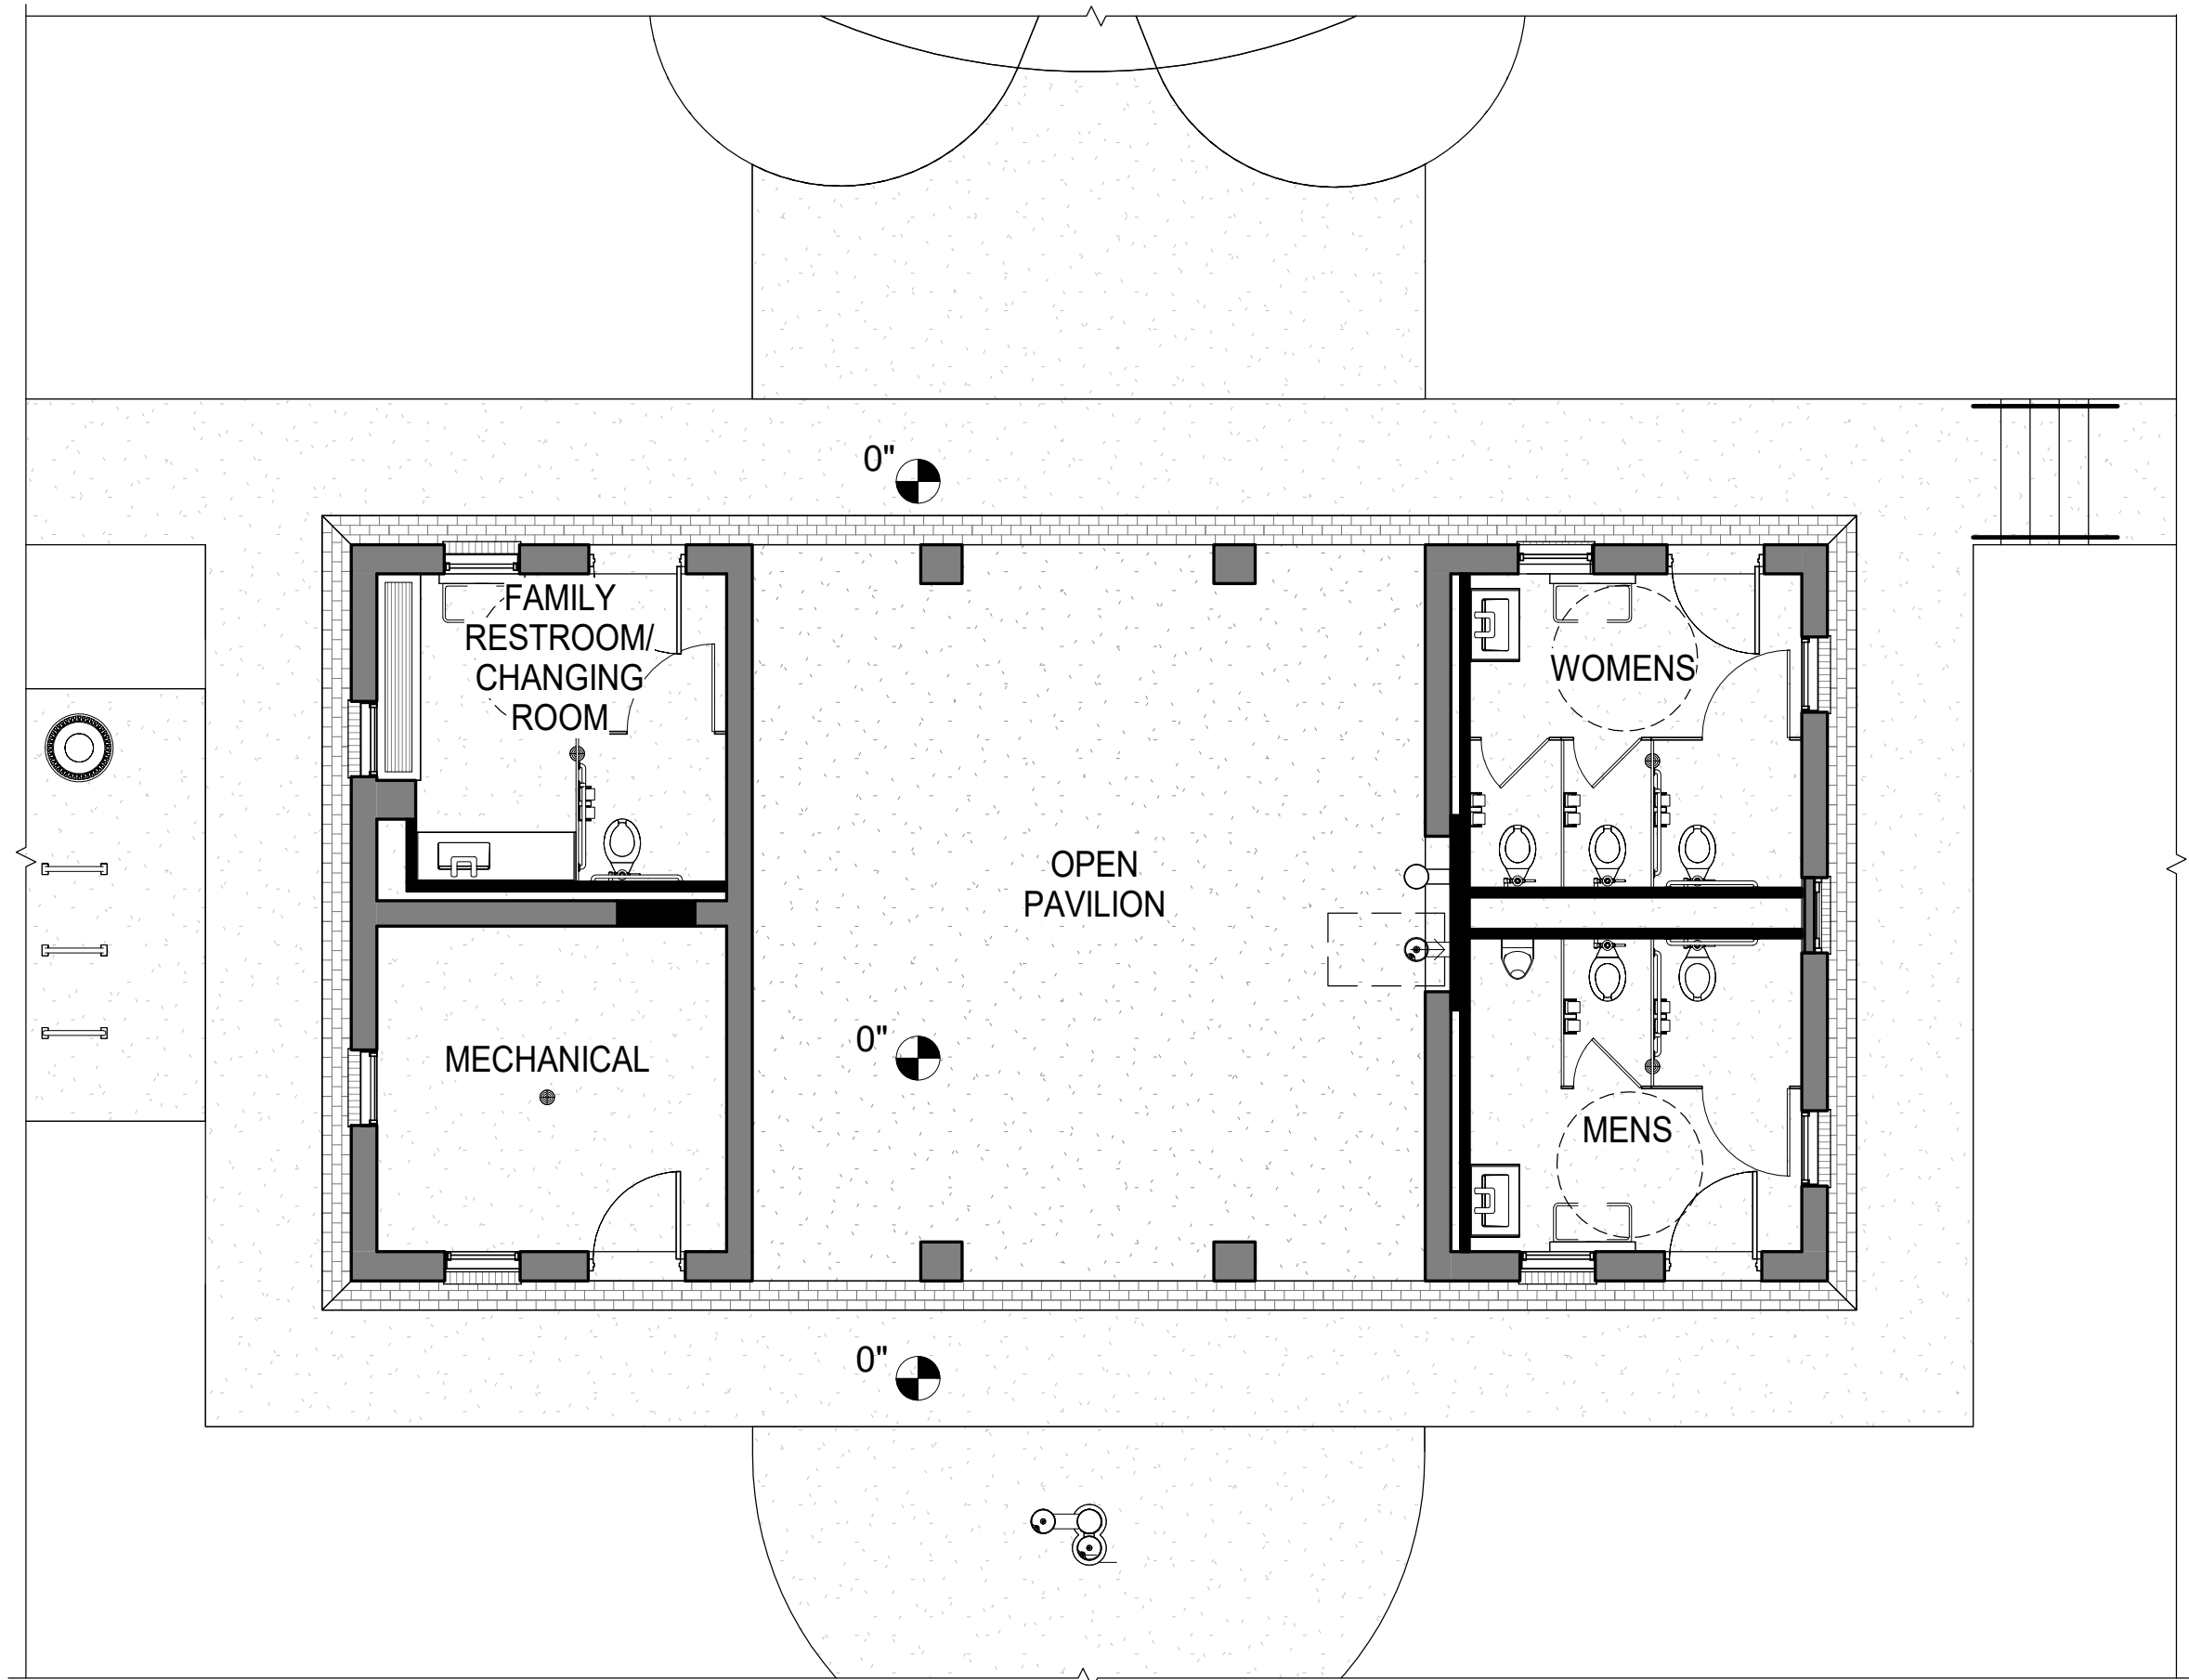 0"
FAMILY
RESTROOM/
CHANGING
ROOM
WOMENS
OPEN
PAVILION
0"
MECHANICAL
MENS
0"